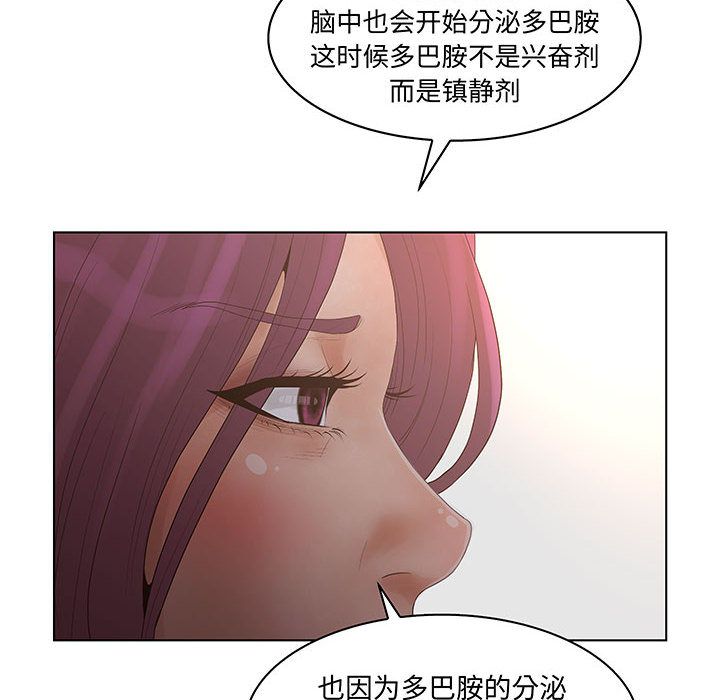 脑中也会开始分泌多巴胺
这时候多巴胺不是兴奋剂
而是镇静剂
也因为多巴胺的分泌